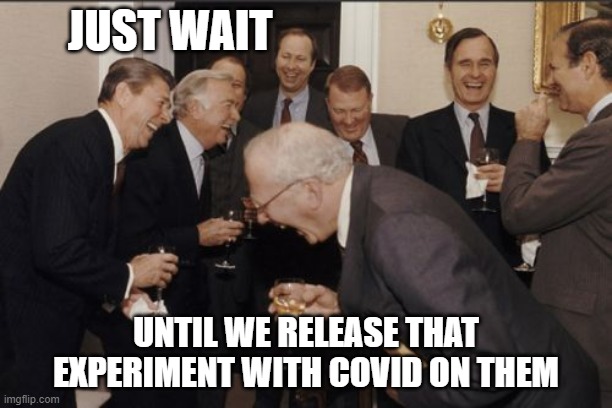 JUST WAIT
UNTIL WE RELEASE THAT
EXPERIMENT WITH COVID ON THEM
imgflip.com